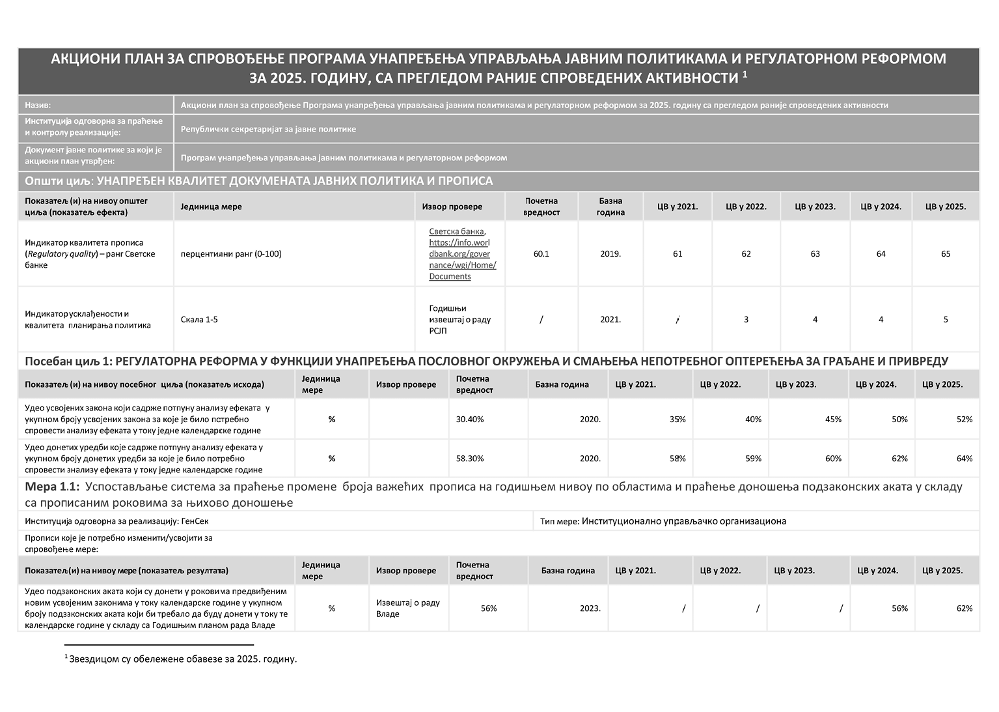 АКЦИОНИ ПЛАН ЗА СПРОВОЂЕЊЕ ПРОГРАМА УНАПРЕЂЕЊА УПРАВЉАЊА ЈАВНИМ ПОЛИТИКАМА И РЕГУЛАТОРНОМ РЕФОРМОМ
ЗА 2025. ГОДИНУ, СА ПРЕГЛЕДОМ РАНИЈЕ СПРОВЕДЕНИХ АКТИВНОСТИ 1
Назив:
Акциони план за спровођење Програма унапређења управљања јавним политикама и регулаторном реформом за 2025. годину са прегледом раније спроведених активности
Институција одговорна за праћење
и контролу реализације:
Републички секретаријат за јавне политике
Документ јавне политике за који је
акциони план утврђен:
Програм унапређења управљања јавним политикама и регулаторном реформом
Општи циљ: УНАПРЕЂЕН КВАЛИТЕТ ДОКУМЕНАТА ЈАВНИХ ПОЛИТИКА И ПРОПИСА
Показатељ (и) на нивоу општег
циља (показатељ ефекта)
Јединица мере
Извор провере
Почетна
вредност
Базна
година
ЦВ у 2021.
ЦВ у 2022.
ЦВ у 2023.
ЦВ у 2024.
ЦВ у 2025.
Индикатор квалитета прописа
(Regulatory quality) – ранг Светске
банке
перцентилни ранг (0-100)
Светска банка,
https://info.worl
dbank.org/gover
nance/wgi/Home/
Documents
60.1
2019.
61
62
63
64
65
Индикатор усклађености и
квалитета планирања политика
Скала 1-5
Годишњи
извештај о раду
РСЈП
/
2021.
/
3
4
4
5
Посебан циљ 1: РЕГУЛАТОРНА РЕФОРМА У ФУНКЦИЈИ УНАПРЕЂЕЊА ПОСЛОВНОГ ОКРУЖЕЊА И СМАЊЕЊА НЕПОТРЕБНОГ ОПТЕРЕЋЕЊА ЗА ГРАЂАНЕ И ПРИВРЕДУ
Показатељ (и) на нивоу посебног циља (показатељ исхода)
Јединица
мере
Извор провере
Почетна
вредност
Базна година
ЦВ у 2021.
ЦВ у 2022.
ЦВ у 2023.
ЦВ у 2024.
ЦВ у 2025.
Удео усвојених закона који садрже потпуну анализу ефеката у
укупном броју усвојених закона за које је било потребно
спровести анализу ефеката у току једне календарске године
%
30.40%
2020.
35%
40%
45%
50%
52%
Удео донетих уредби које садрже потпуну анализу ефеката у
укупном броју донетих уредби за које је било потребно
спровести анализу ефеката у току једне календарске године
%
58.30%
2020.
58%
59%
60%
62%
64%
Мера 1.1: Успостављање система за праћење промене броја важећих прописа на годишњем нивоу по областима и праћење доношења подзаконских аката у складу
са прописаним роковима за њихово доношење
Институција одговорна за реализацију: ГенСек
Тип мере: Институционално управљачко организациона
Прописи које је потребно изменити/усвојити за
спровођење мере:
Показатељ(и) на нивоу мере (показатељ резултата)
Јединица
мере
Извор провере
Почетна
вредност
Базна година
ЦВ у 2021.
ЦВ у 2022.
ЦВ у 2023.
ЦВ у 2024.
ЦВ у 2025.
Удео подзаконских аката који су донети у роковима предвиђеним
новим усвојеним законима у току календарске године у укупном
броју подзаконских аката који би требало да буду донети у току те
календарске године у складу са Годишњим планом рада Владе
%
Извештај о раду
Владе
56%
2023.
/
/
/
56%
62%
1 Звездицом су обележене обавезе за 2025. годину.